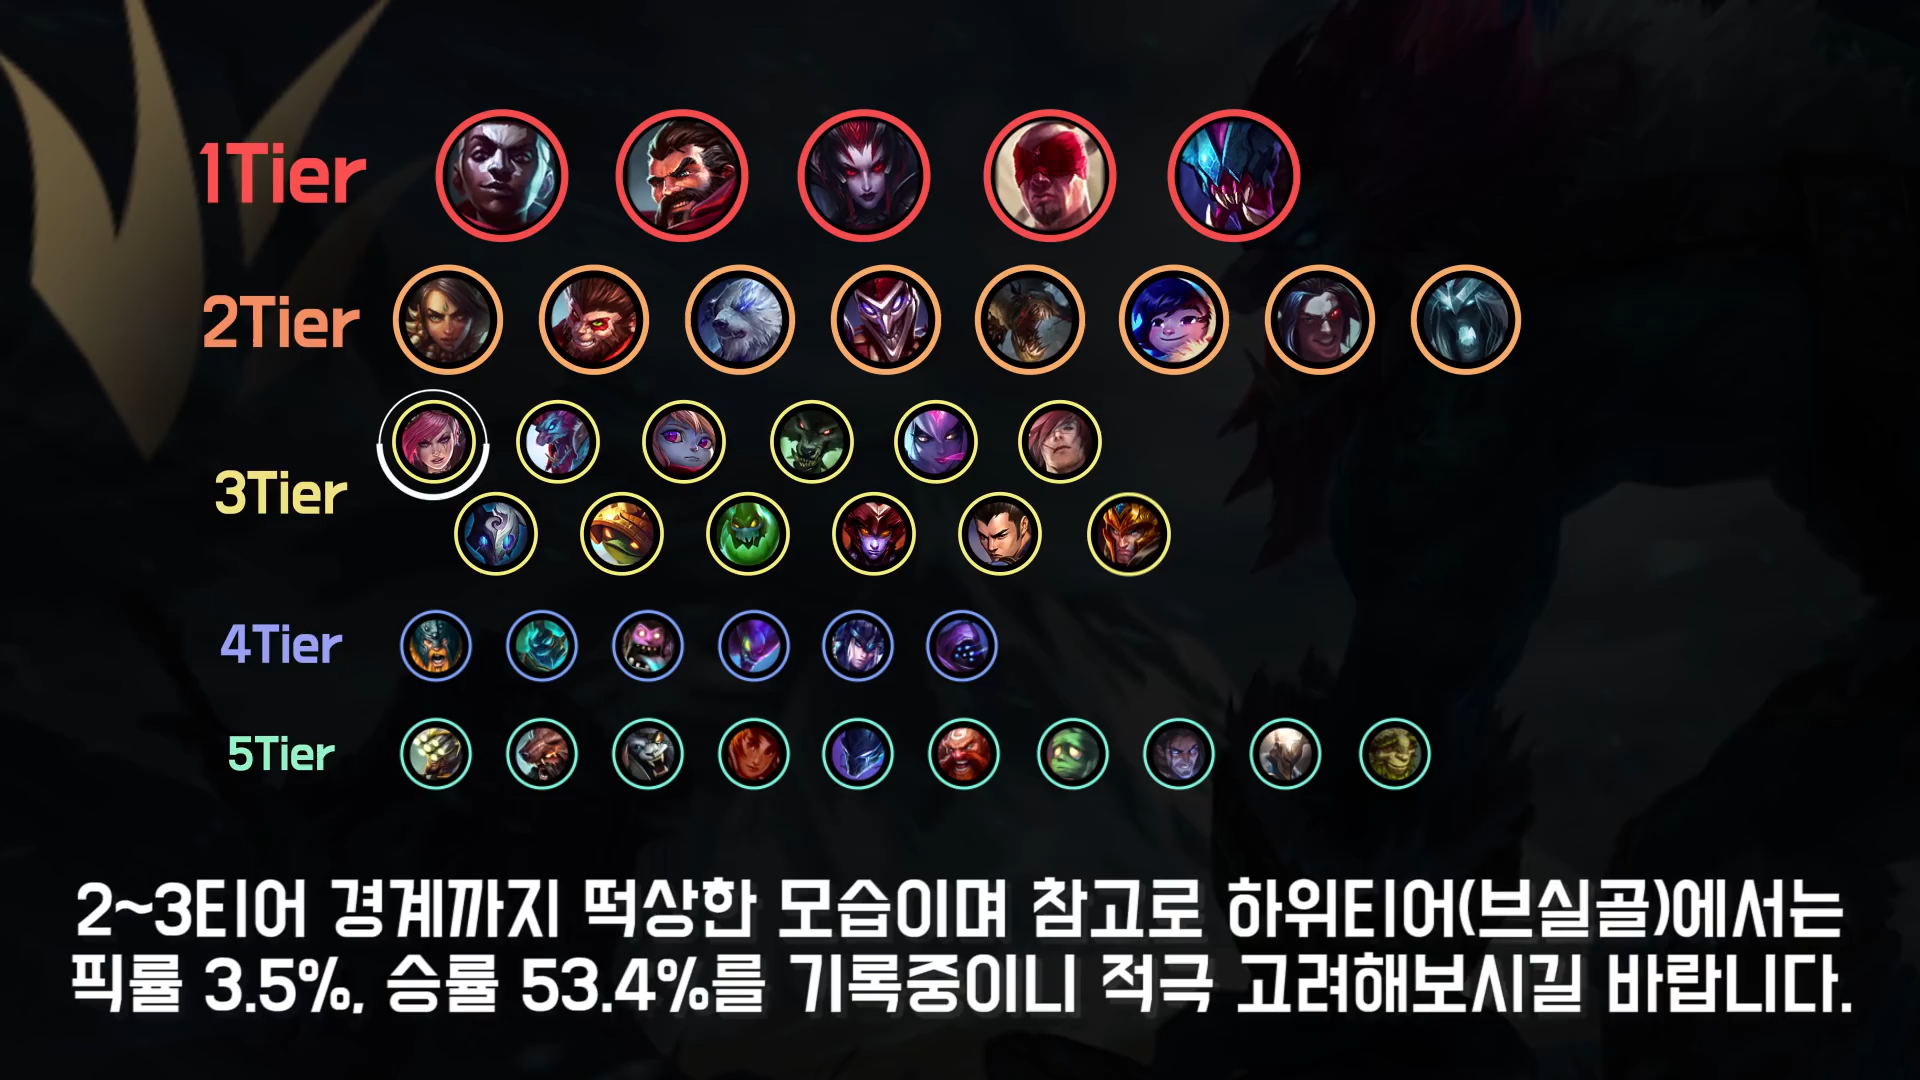 1Tier
2Tier
3Tier
4Tier
5Tier
2~3티어 경계까지 떡상한 모습이며 참고로 하위티어(브실골)에서는
픽률 3.5%, 승률 53.4%를 기록중이니 적극 고려해보시길 바랍니다.